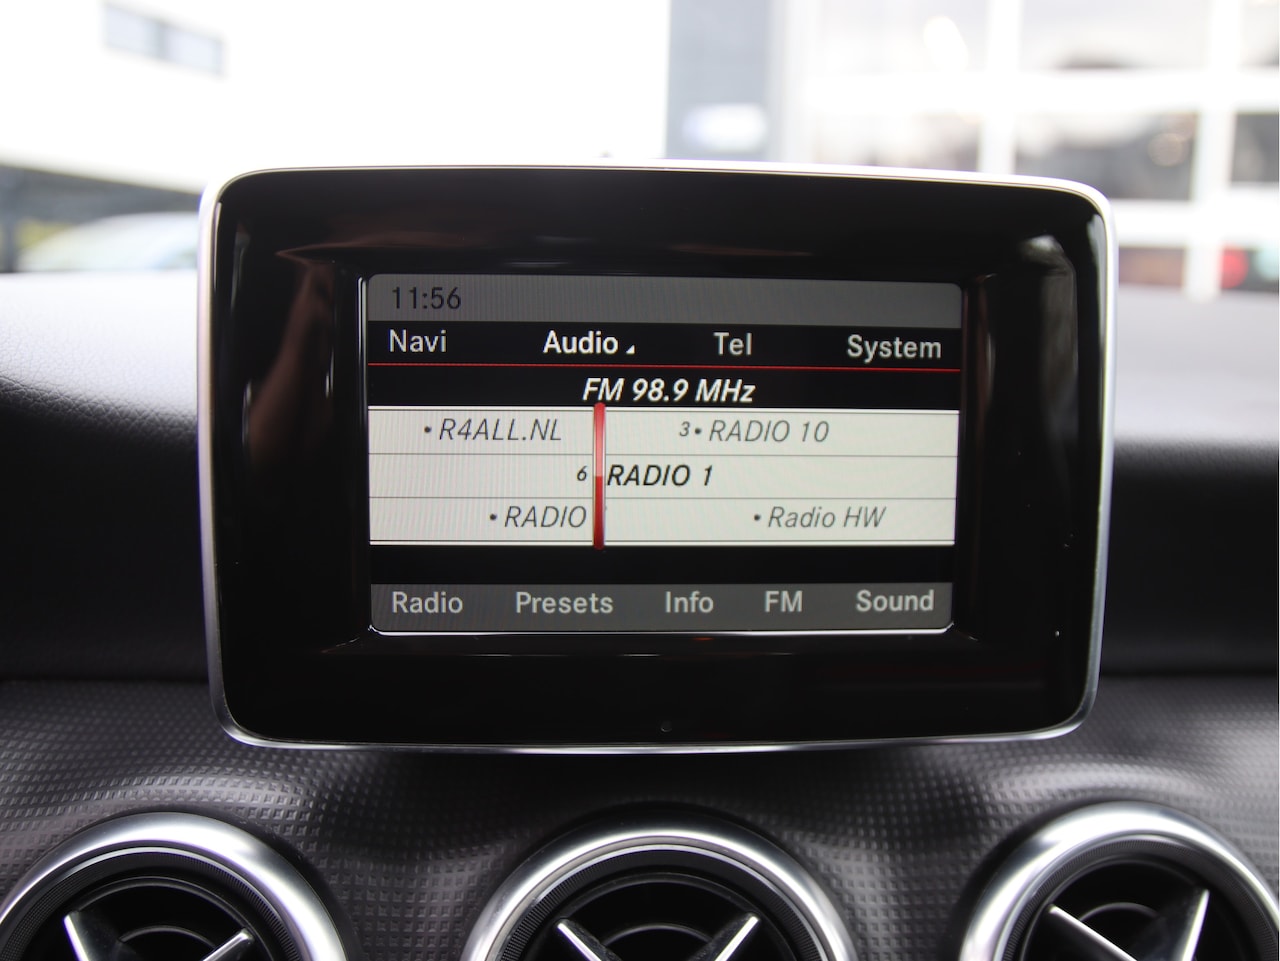 11:56
Navi Audio Tel System
FM 98.9 MHz
• R4ALL.NL 3• RADIO 10
6 RADIO 1
• RADIO • Radio HW
Radio Presets Info FM Sound